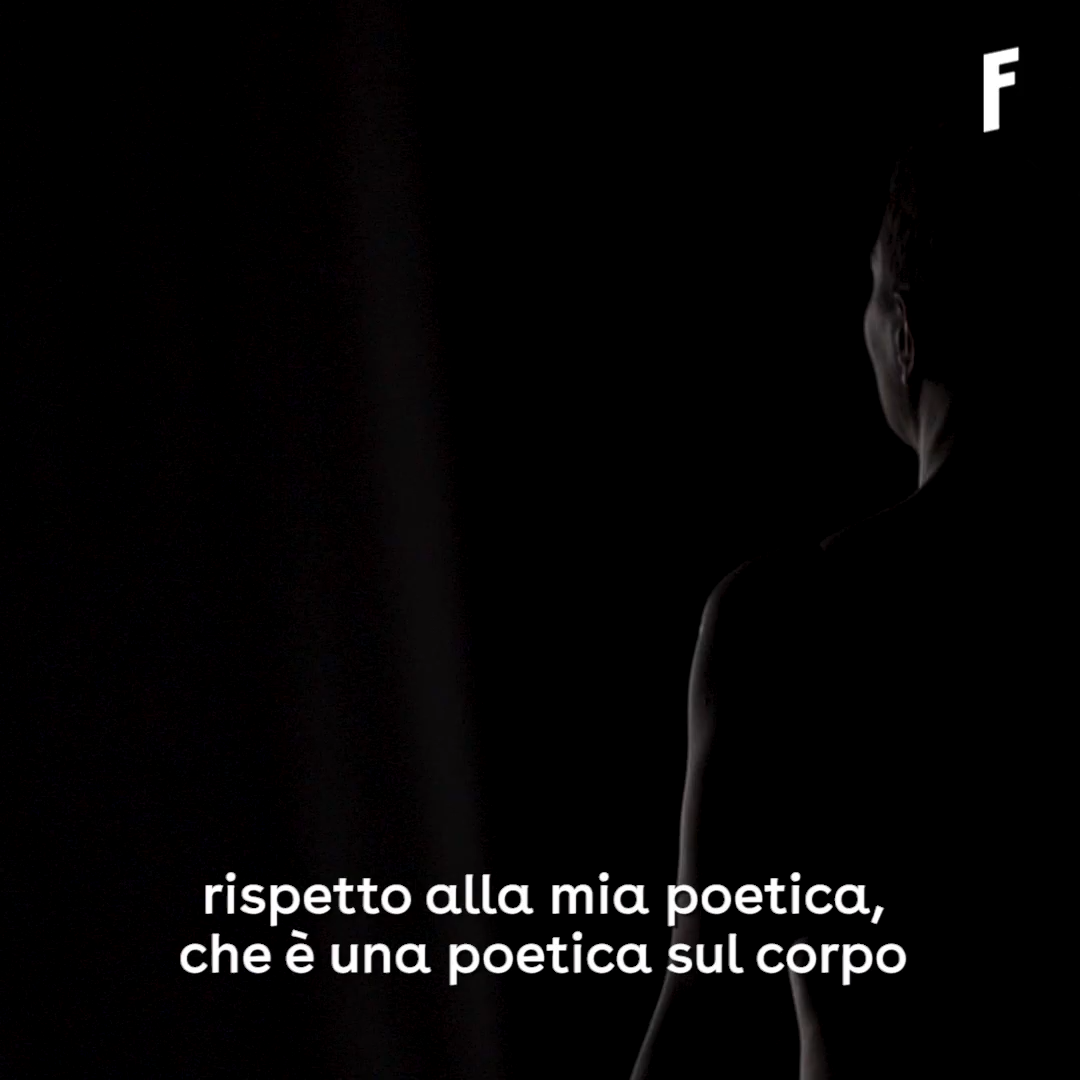 F
rispetto alla mia poetica,
che è una poetica sul corpo